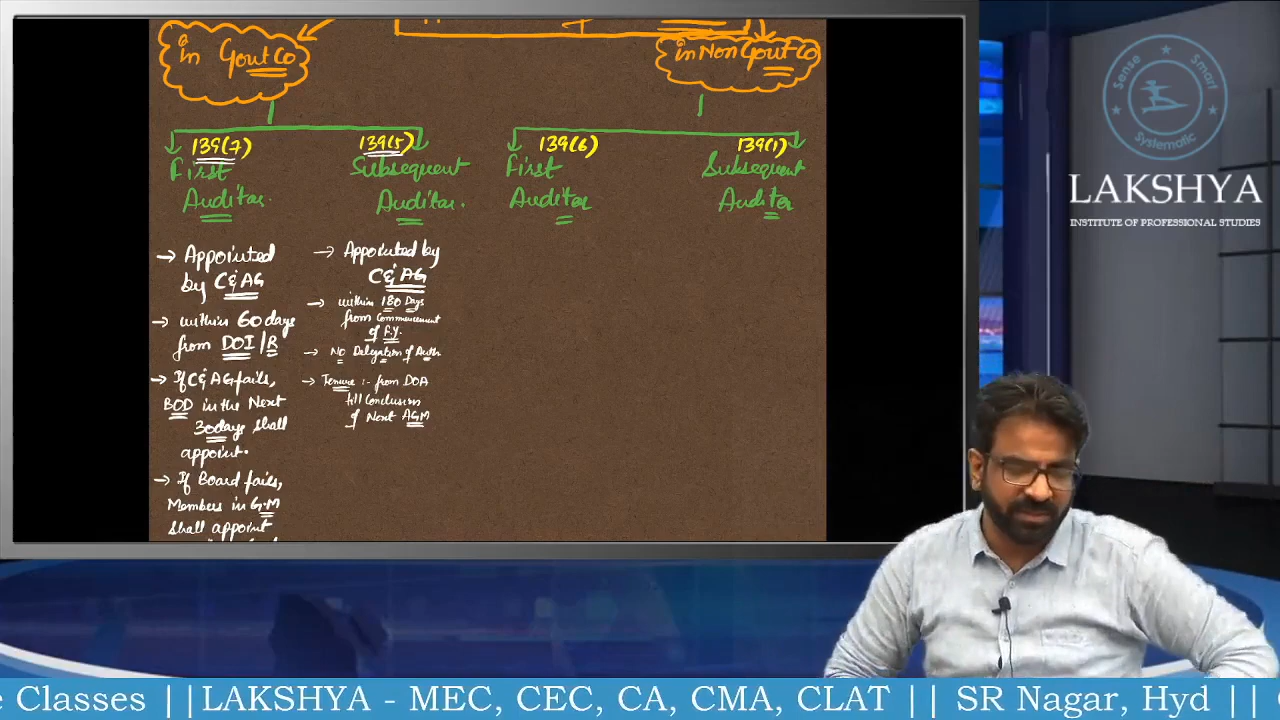 in Govt Co
in Non Govt Co
139(7)
First
Auditor.
139(5)
Subsequent
Auditor.
139(6)
First
Auditor
139(1)
Subsequent
Auditor
→ Appointed
by C&AG
→ within 60 days
from DOI/R
→ If C&AG fails,
BOD in the Next
30days shall
appoint.
→ If Board fails,
Members in G.M
shall appoint
→ Appointed by
C&AG
→ within 180 Days
from Commencement
of F.Y.
→ NO Delegation of Auth
→ Tenure :- from DOA
till Conclusion
of Next AGM
Sense
Smart
Systematic
LAKSHYA
INSTITUTE OF PROFESSIONAL STUDIES
e Classes ||LAKSHYA - MEC, CEC, CA, CMA, CLAT || SR Nagar, Hyd ||